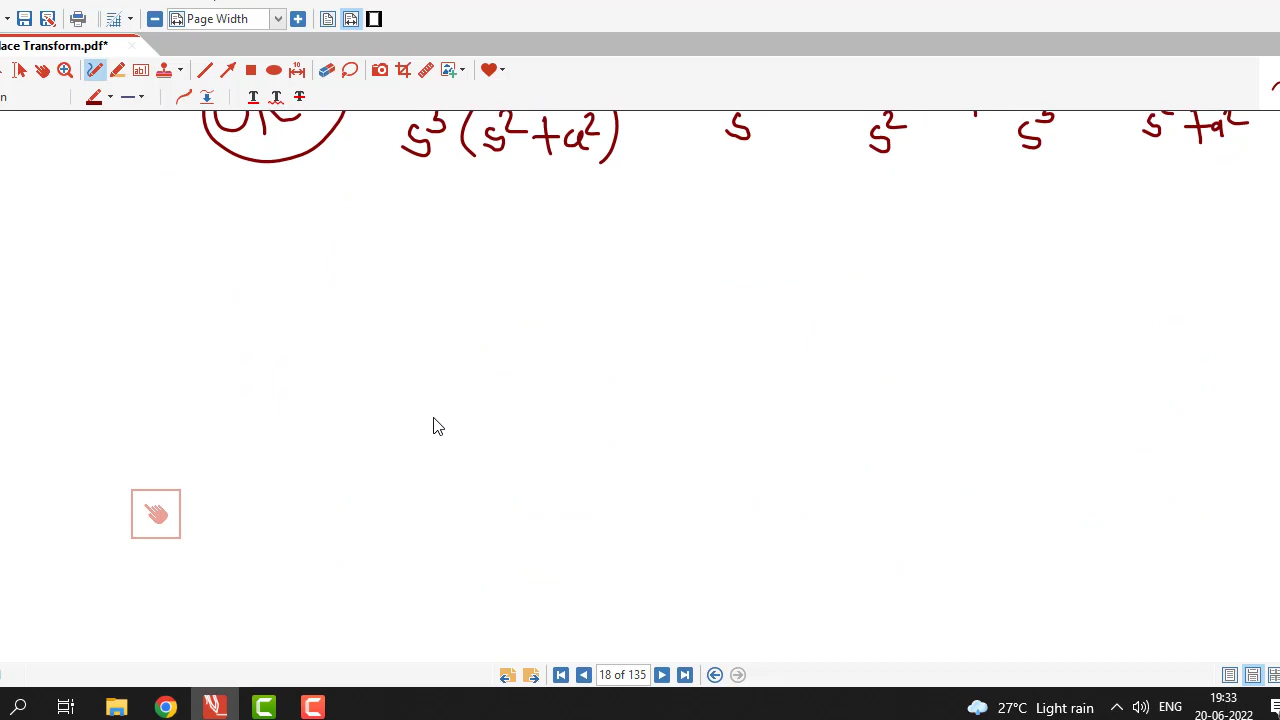 Page Width
lace Transform.pdf*
10
n
T T T
s³(s²+a²) s s² s³ s²+a²
18 of 135
27°C Light rain ENG 19:33
20-06-2022